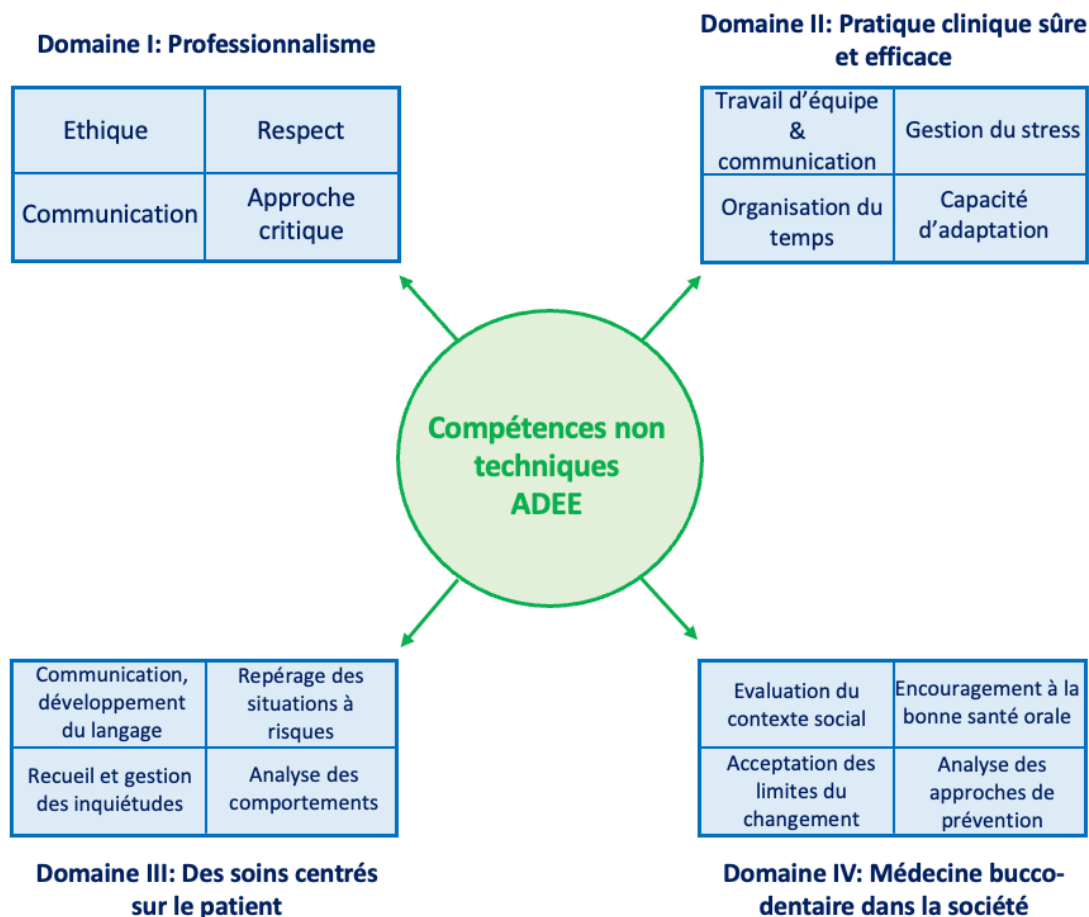 Domaine I: Professionnalisme
Ethique
Respect
Communication
Approche
critique
Domaine II: Pratique clinique sûre
et efficace
Travail d'équipe
&
communication
Gestion du stress
Organisation du
temps
Capacité
d'adaptation
Compétences non
techniques
ADEE
Communication,
développement
du langage
Repérage des
situations à
risques
Recueil et gestion
des inquiétudes
Analyse des
comportements
Domaine III: Des soins centrés
sur le patient
Evaluation du
contexte social
Encouragement à la
bonne santé orale
Acceptation des
limites du
changement
Analyse des
approches de
prévention
Domaine IV: Médecine bucco-
dentaire dans la société